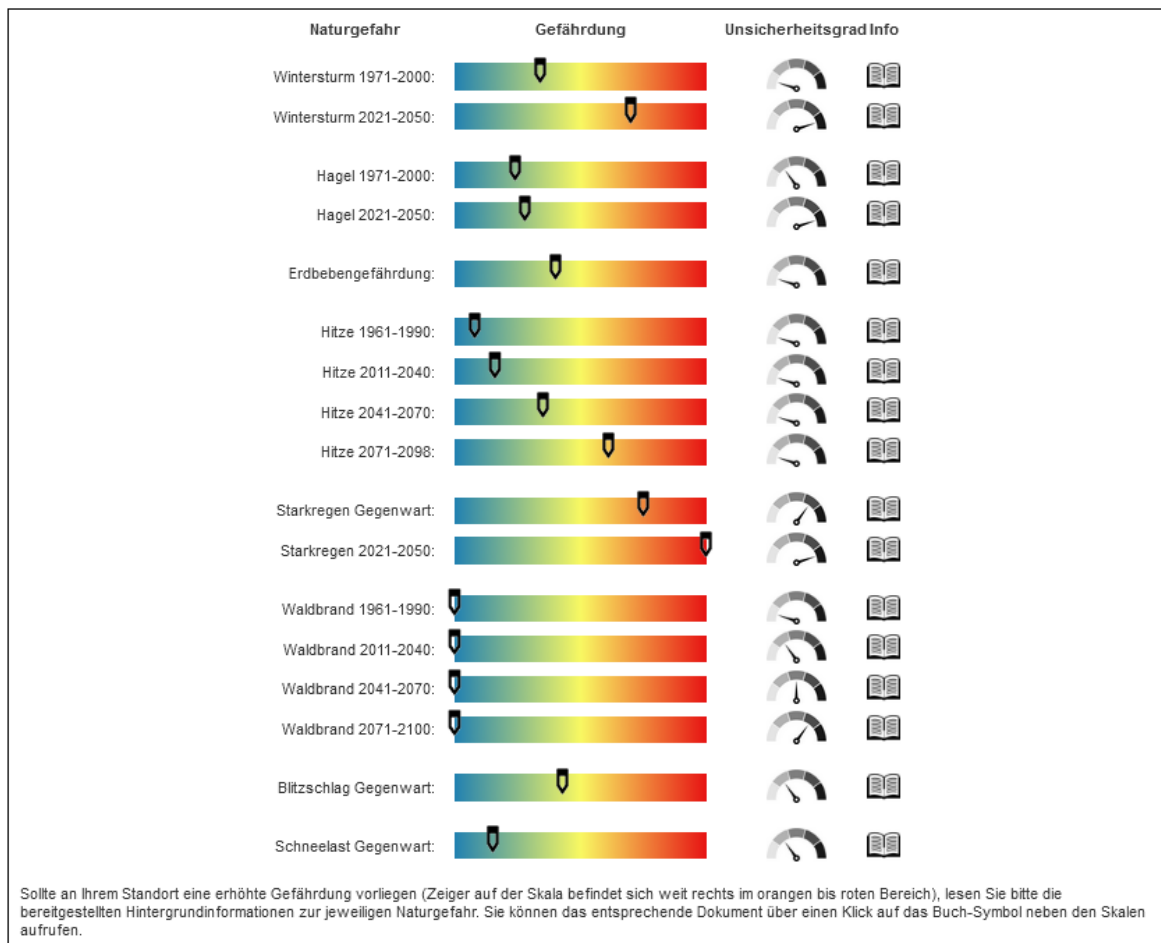 Naturgefahr Gefährdung Unsicherheitsgrad Info
Wintersturm 1971-2000:
Wintersturm 2021-2050:
Hagel 1971-2000:
Hagel 2021-2050:
Erdbebengefährdung:
Hitze 1961-1990:
Hitze 2011-2040:
Hitze 2041-2070:
Hitze 2071-2098:
Starkregen Gegenwart:
Starkregen 2021-2050:
Waldbrand 1961-1990:
Waldbrand 2011-2040:
Waldbrand 2041-2070:
Waldbrand 2071-2100:
Blitzschlag Gegenwart:
Schneelast Gegenwart:
Sollte an Ihrem Standort eine erhöhte Gefährdung vorliegen (Zeiger auf der Skala befindet sich weit rechts im orangen bis roten Bereich), lesen Sie bitte die
bereitgestellten Hintergrundinformationen zur jeweiligen Naturgefahr. Sie können das entsprechende Dokument über einen Klick auf das Buch-Symbol neben den Skalen
aufrufen.